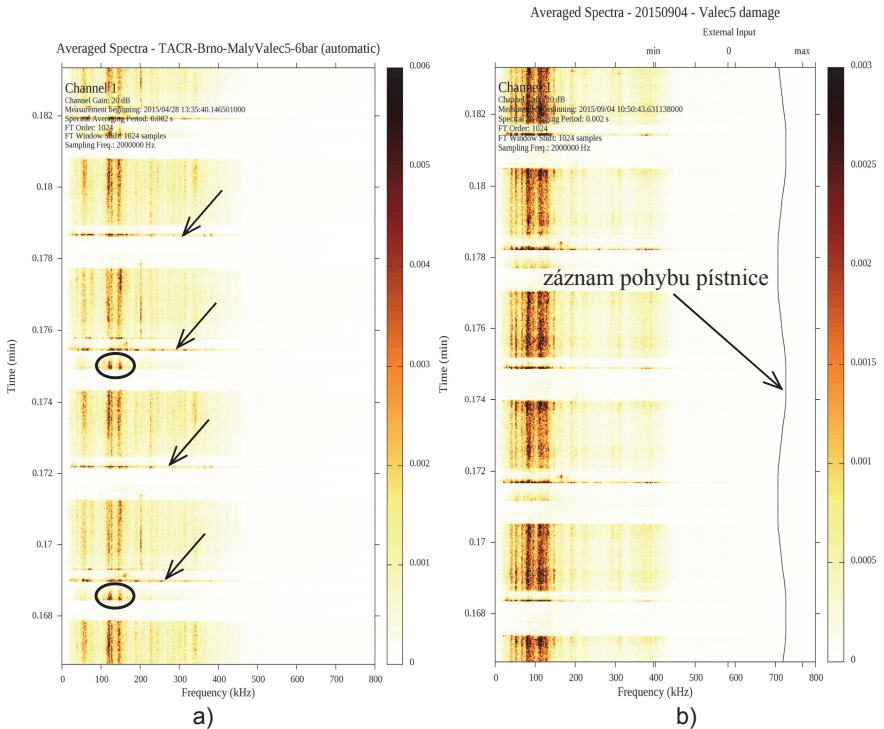 Averaged Spectra - TACR-Brno-MalyValec5-6bar (automatic)
Channel 1
Channel Gain: 20 dB
Measurement beginning: 2015/04/28 13:35:40.146501000
Spectral Averaging Period: 0.002 s
FT Order: 1024
FT Window Shift: 1024 samples
Sampling Freq.: 2000000 Hz
0.182
0.18
0.178
0.176
0.174
0.172
0.17
0.168
Time (min)
0 100 200 300 400 500 600 700 800
Frequency (kHz)
0.006
0.005
0.004
0.003
0.002
0.001
0
a)
Averaged Spectra - 20150904 - Valec5 damage
External Input
min 0 max
Channel 1
Channel Gain: 20 dB
Measurement beginning: 2015/09/04 10:50:43.631138000
Spectral Averaging Period: 0.002 s
FT Order: 1024
FT Window Shift: 1024 samples
Sampling Freq.: 2000000 Hz
záznam pohybu pístnice
0.182
0.18
0.178
0.176
0.174
0.172
0.17
0.168
Time (min)
0 100 200 300 400 500 600 700 800
Frequency (kHz)
0.003
0.0025
0.002
0.0015
0.001
0.0005
0
b)